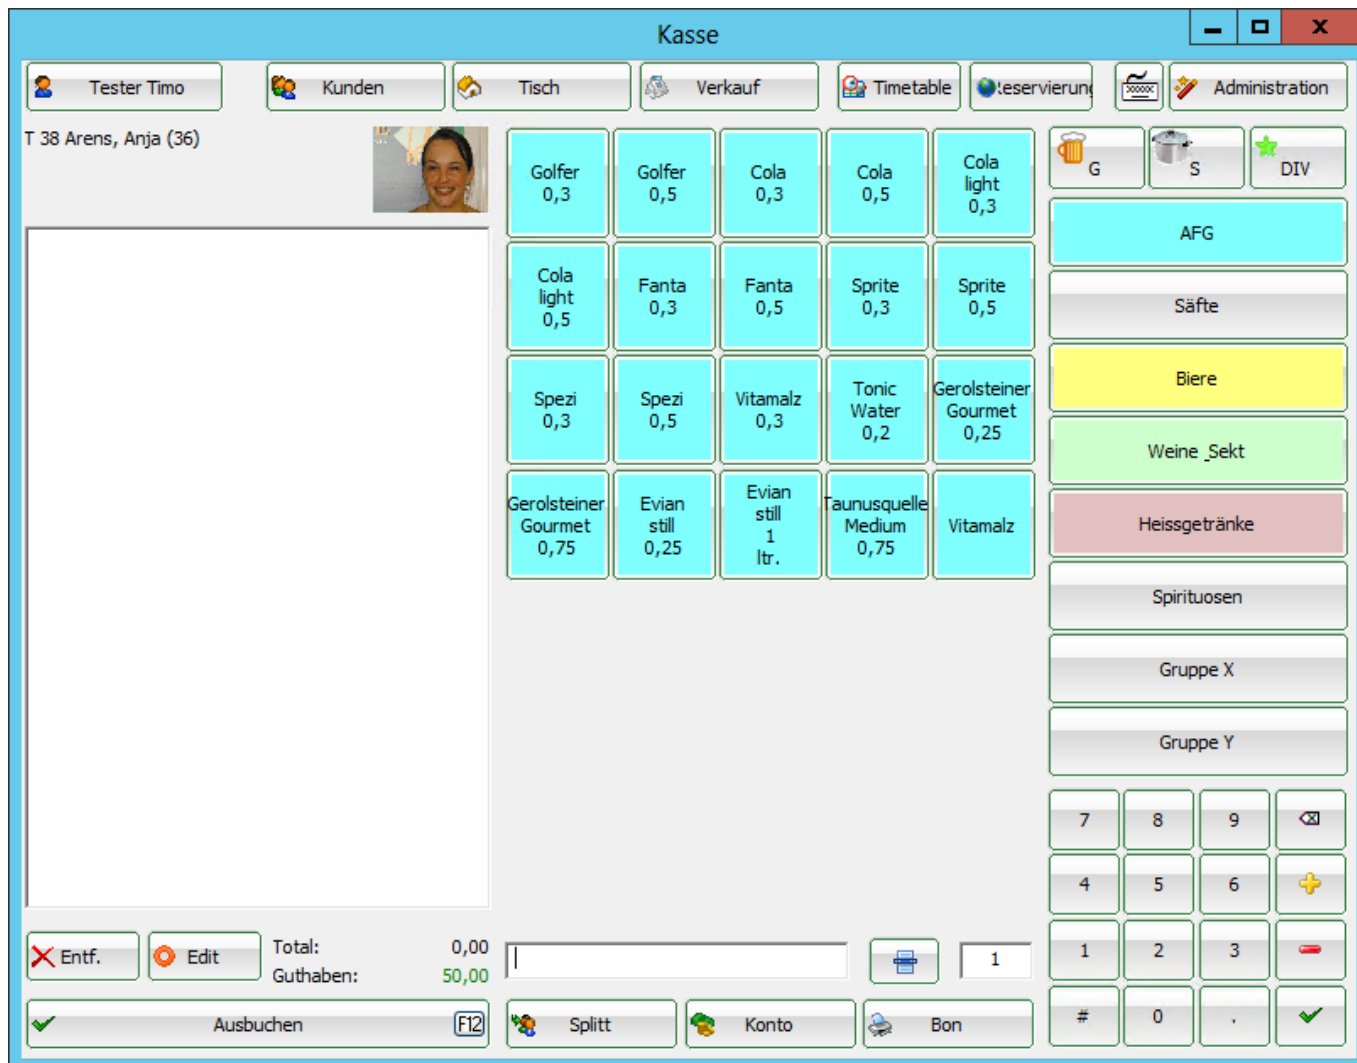 Kasse
Tester Timo
Kunden
Tisch
Verkauf
Timetable
Administration
T 38 Arens, Anja (36)
Golfer
0,3
Golfer
0,5
Cola
0,3
Cola
0,5
Cola
light
0,3
G
S
DIV
AFG
Cola
light
0,5
Fanta
0,3
Fanta
0,5
Sprite
0,3
Sprite
0,5
Säfte
Biere
Spezi
0,3
Spezi
0,5
Vitamalz
0,3
Tonic
Water
0,2
Gerolsteiner
Gourmet
0,25
Weine _Sekt
Gerolsteiner
Gourmet
0,75
Evian
still
0,25
Evian
still
1
ltr.
Taunusquelle
Medium
0,75
Vitamalz
Heissgetränke
Spirituosen
Gruppe X
Gruppe Y
7
8
9
4
5
6
1
2
3
#
0
.
Entf.
Edit
Total: 0,00
Guthaben: 50,00
1
Ausbuchen F12
Splitt
Konto
Bon